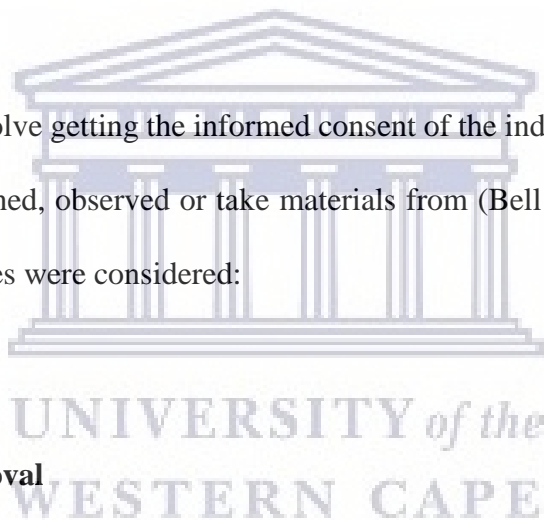 olve getting the informed consent of the ind
ned, observed or take materials from (Bell
es were considered:
UNIVERSITY of the
oval
WESTERN CAPE